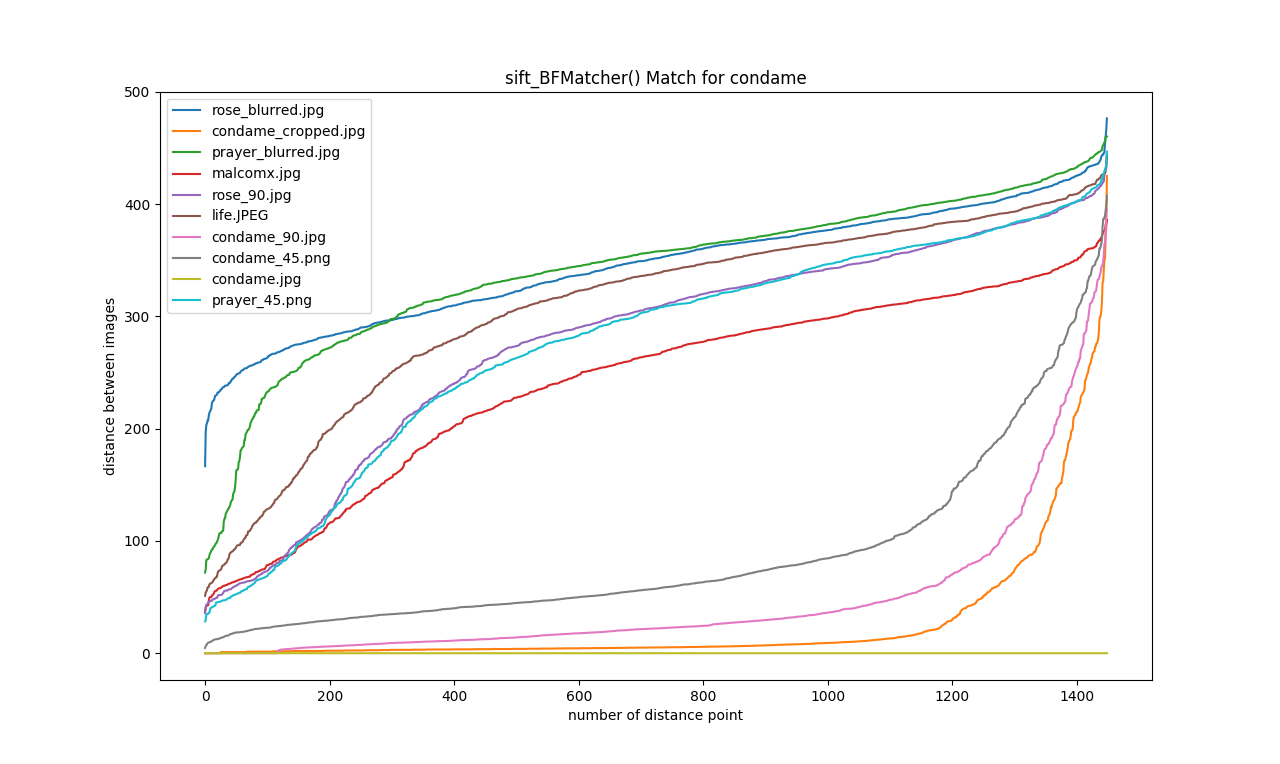 sift_BFMatcher() Match for condame
500
400
300
200
100
0
distance between images
rose_blurred.jpg
condame_cropped.jpg
prayer_blurred.jpg
malcomx.jpg
rose_90.jpg
life.JPEG
condame_90.jpg
condame_45.png
condame.jpg
prayer_45.png
0 200 400 600 800 1000 1200 1400
number of distance point